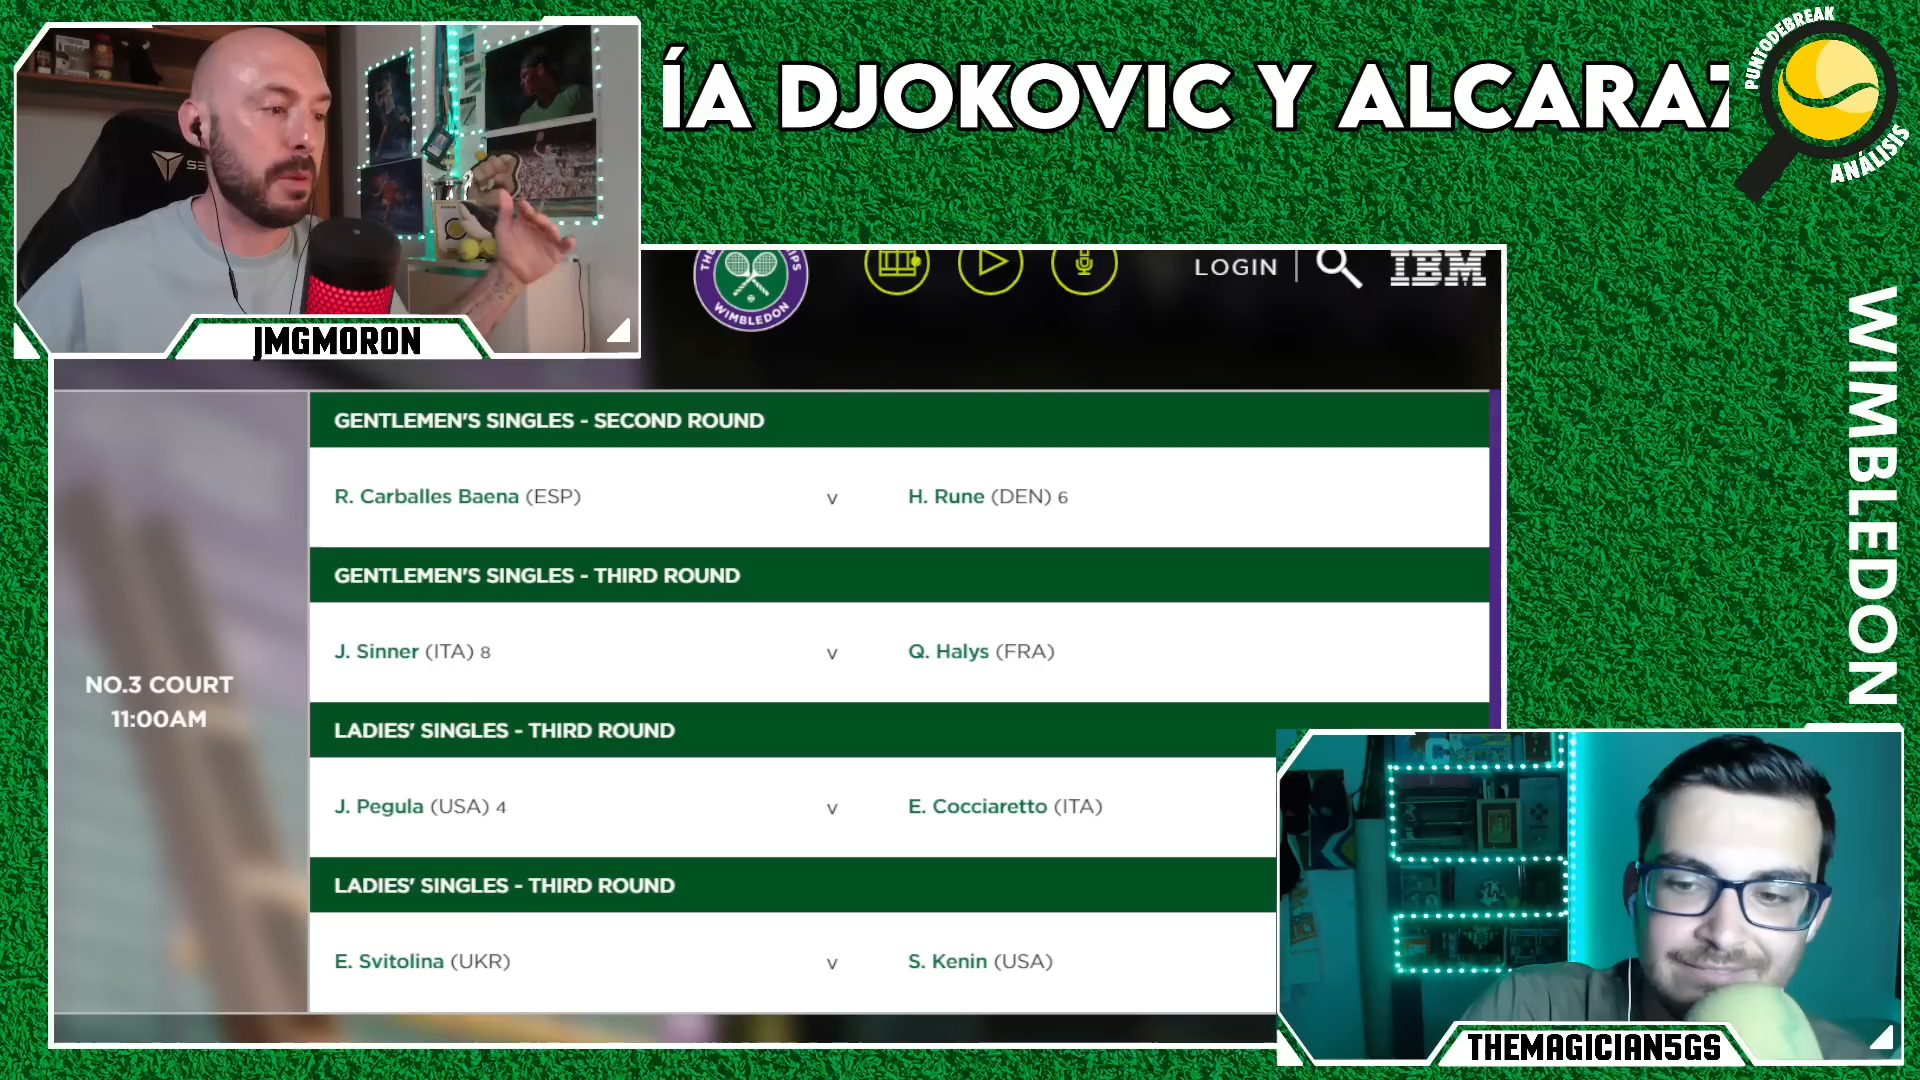 ÍA DJOKOVIC Y ALCARAZ
PUNTODEBREAK
ANÁLISIS
JMGMORON
WIMBLEDON
LOGIN
IBM
WIMBLEDON
NO.3 COURT
11:00AM
GENTLEMEN'S SINGLES - SECOND ROUND
R. Carballes Baena (ESP) v H. Rune (DEN) 6
GENTLEMEN'S SINGLES - THIRD ROUND
J. Sinner (ITA) 8 v Q. Halys (FRA)
LADIES' SINGLES - THIRD ROUND
J. Pegula (USA) 4 v E. Cocciaretto (ITA)
LADIES' SINGLES - THIRD ROUND
E. Svitolina (UKR) v S. Kenin (USA)
THEMAGICIAN5GS